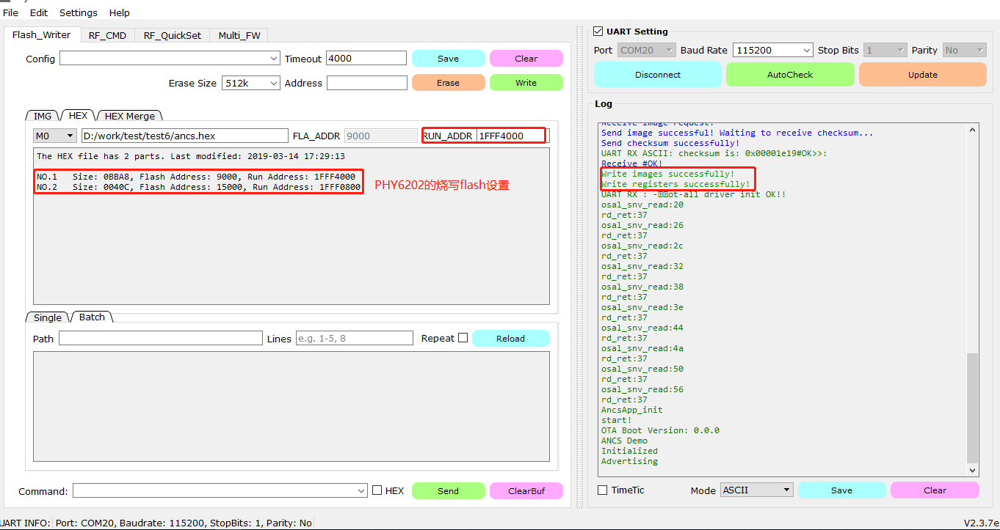 File Edit Settings Help
Flash_Writer RF_CMD RF_QuickSet Multi_FW
Config Timeout 4000 Save Clear
Erase Size 512k Address Erase Write
IMG HEX HEX Merge
M0 D:/work/test/test6/ancs.hex FLA_ADDR 9000 RUN_ADDR 1FFF4000
The HEX file has 2 parts. Last modified: 2019-03-14 17:29:13
NO.1 Size: 0BBA8, Flash Address: 9000, Run Address: 1FFF4000
NO.2 Size: 0040C, Flash Address: 15000, Run Address: 1FFF0800
PHY6202的烧写flash设置
Single Batch
Path Lines e.g. 1-5, 8 Repeat Reload
Command: HEX Send ClearBuf
UART Setting
Port COM20 Baud Rate 115200 Stop Bits 1 Parity No
Disconnect AutoCheck Update
Log
Receive image request!
Send image successful! Waiting to receive checksum...
Send checksum successfully!
UART RX ASCII: checksum is: 0x00001e19#OK>>:
Receive #OK!
Write images successfully!
Write registers successfully!
UART RX : -ot-all driver init OK!!
osal_snv_read:20
rd_ret:37
osal_snv_read:26
rd_ret:37
osal_snv_read:2c
rd_ret:37
osal_snv_read:32
rd_ret:37
osal_snv_read:38
rd_ret:37
osal_snv_read:3e
rd_ret:37
osal_snv_read:44
rd_ret:37
osal_snv_read:4a
rd_ret:37
osal_snv_read:50
rd_ret:37
osal_snv_read:56
rd_ret:37
AncsApp_init
start!
OTA Boot Version: 0.0.0
ANCS Demo
Initialized
Advertising
TimeTic Mode ASCII Save Clear
UART INFO: Port: COM20, Baudrate: 115200, StopBits: 1, Parity: No V2.3.7e